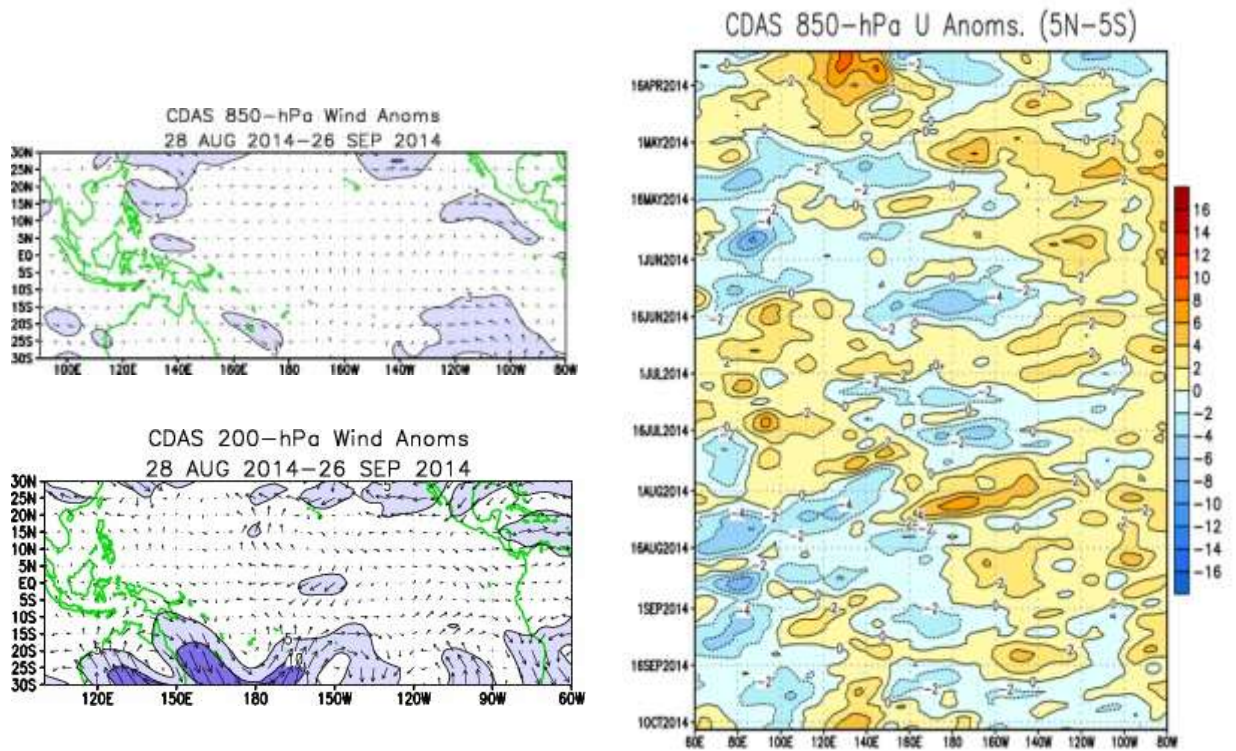 CDAS 850-hPa Wind Anoms
28 AUG 2014-26 SEP 2014
30N
25N
20N
15N
10N
5N
EQ
5S
10S
15S
20S
25S
30S
100E 120E 140E 160E 180 160W 140W 120W 100W 80W
CDAS 200-hPa Wind Anoms
28 AUG 2014-26 SEP 2014
30N
25N
20N
15N
10N
5N
EQ
5S
10S
15S
20S
25S
30S
120E 150E 180 150W 120W 90W 60W
CDAS 850-hPa U Anoms. (5N-5S)
16APR2014
1MAY2014
16MAY2014
1JUN2014
16JUN2014
1JUL2014
16JUL2014
1AUG2014
16AUG2014
1SEP2014
16SEP2014
1OCT2014
60E 80E 100E 120E 140E 160E 180 160W 140W 120W 100W 80W
16
14
12
10
8
6
4
2
0
-2
-4
-6
-8
-10
-12
-14
-16